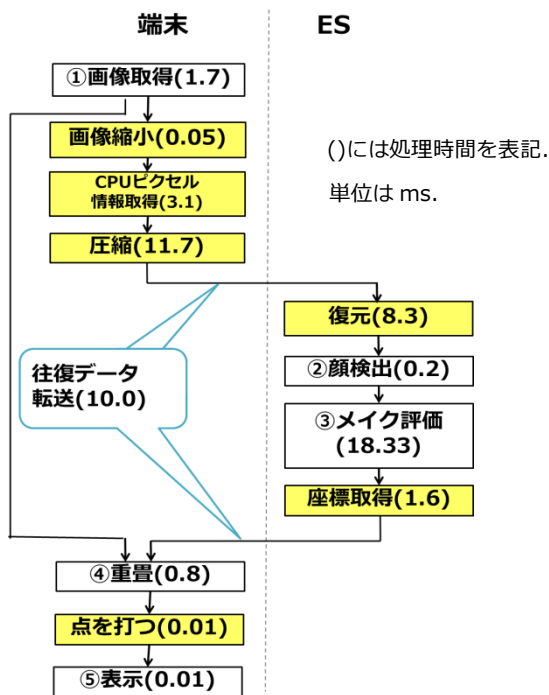 端末
ES
①画像取得(1.7)
画像縮小(0.05)
CPUピクセル
情報取得(3.1)
圧縮(11.7)
()には処理時間を表記.
単位は ms.
復元(8.3)
②顔検出(0.2)
③メイク評価
(18.33)
座標取得(1.6)
往復データ
転送(10.0)
④重畳(0.8)
点を打つ(0.01)
⑤表示(0.01)